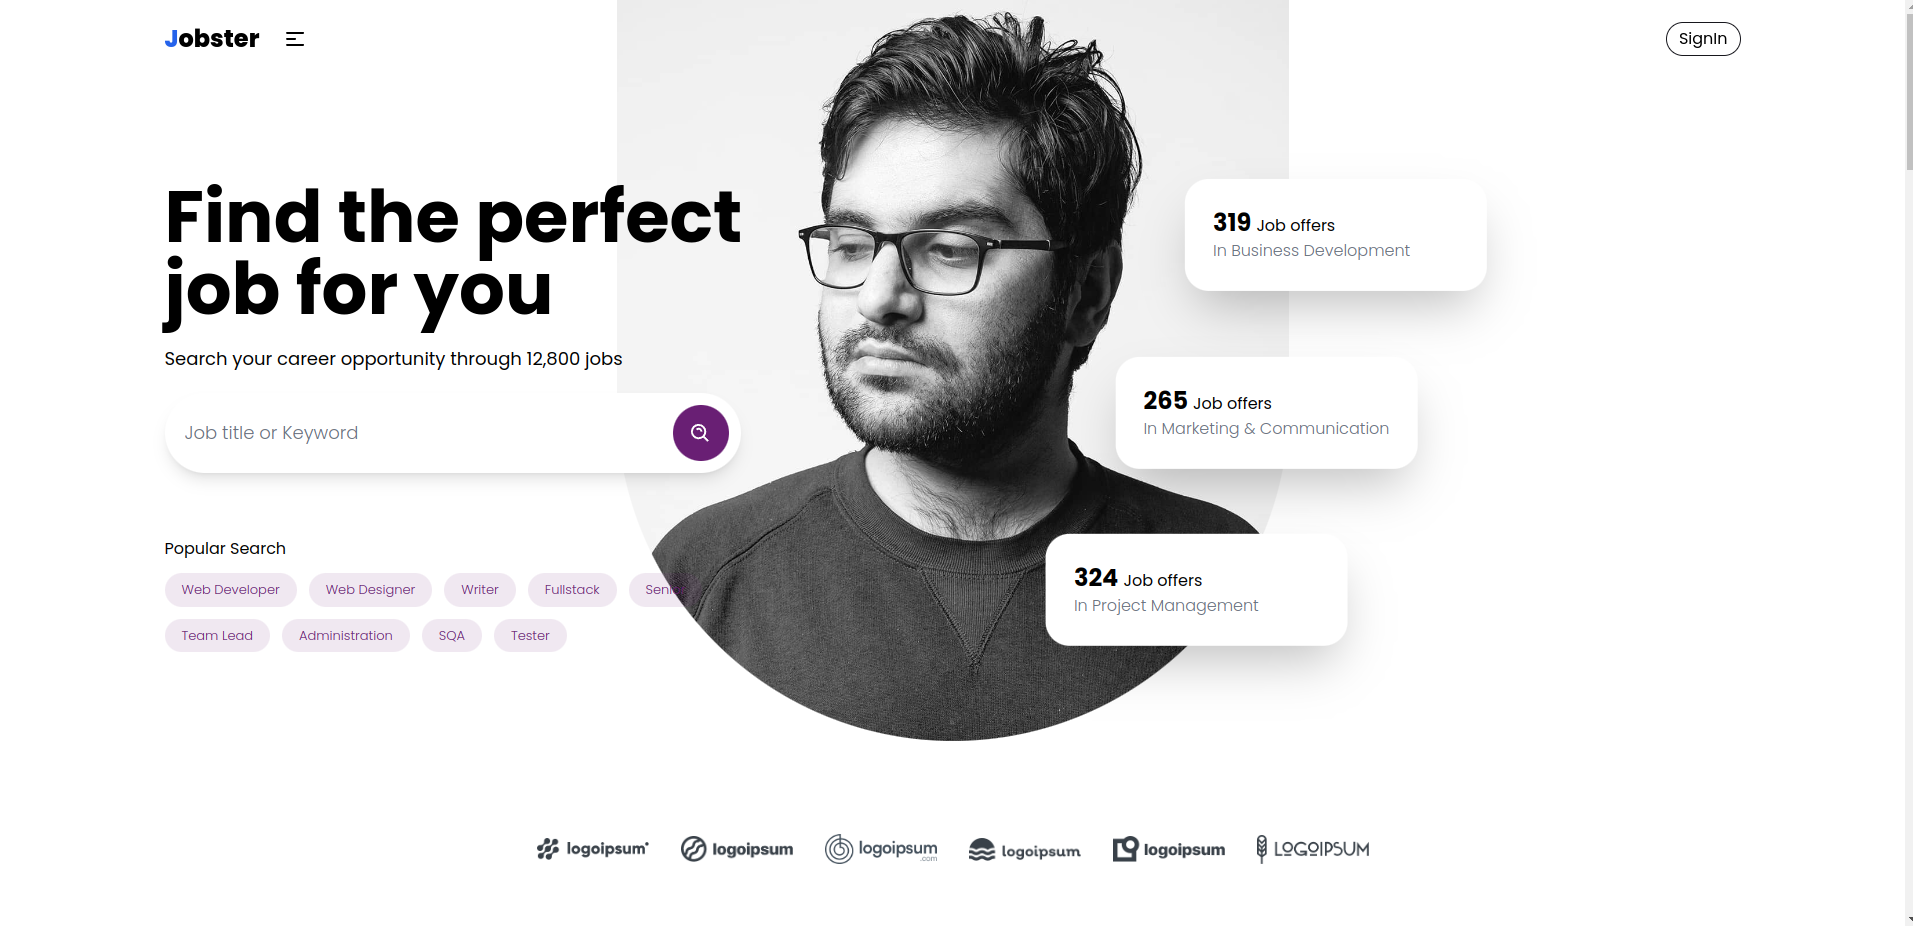 Jobster
SignIn
Find the perfect
job for you
Search your career opportunity through 12,800 jobs
Job title or Keyword
Popular Search
Web Developer
Web Designer
Writer
Fullstack
Team Lead
Administration
SQA
Tester
319 Job offers
In Business Development
265 Job offers
In Marketing & Communication
324 Job offers
In Project Management
logoipsum
logoipsum
logoipsum
.com
logoipsum
logoipsum
LOGOIPSUM